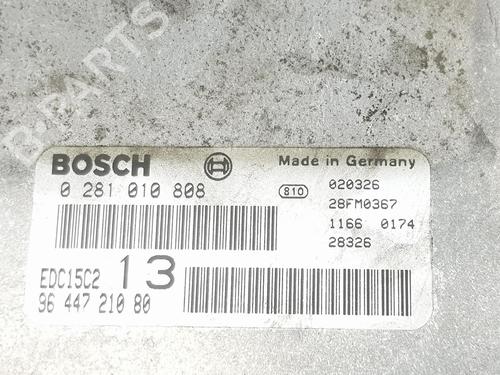 B-PARTS
BOSCH Made in Germany
0 281 010 808 810 020326
28FM0367
1166 0174
28326
EDC15C2 13
96 447 210 80